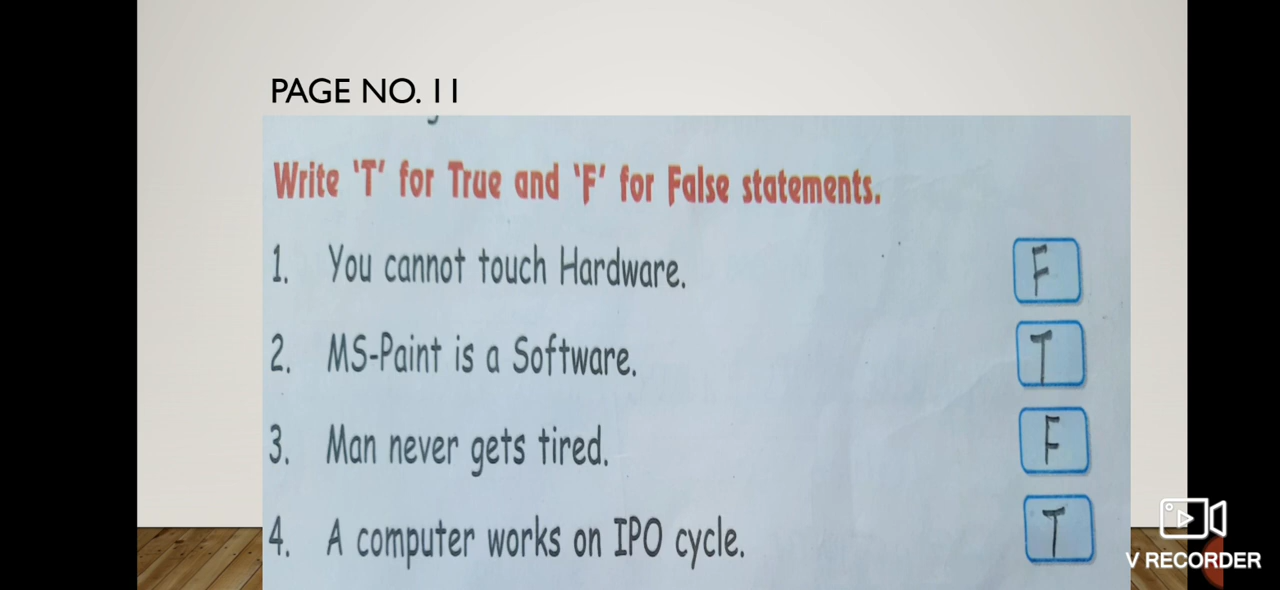 PAGE NO. 11
Write 'T' for True and 'F' for False statements.
1. You cannot touch Hardware. F
2. MS-Paint is a Software. T
3. Man never gets tired. F
4. A computer works on IPO cycle. T
V RECORDER